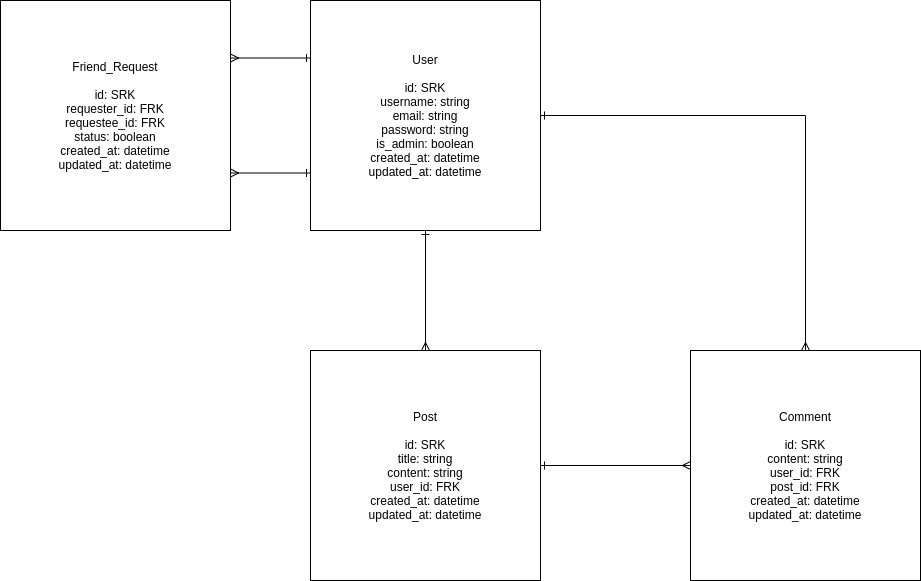 Friend_Request
id: SRK
requester_id: FRK
requestee_id: FRK
status: boolean
created_at: datetime
updated_at: datetime
User
id: SRK
username: string
email: string
password: string
is_admin: boolean
created_at: datetime
updated_at: datetime
Post
id: SRK
title: string
content: string
user_id: FRK
created_at: datetime
updated_at: datetime
Comment
id: SRK
content: string
user_id: FRK
post_id: FRK
created_at: datetime
updated_at: datetime